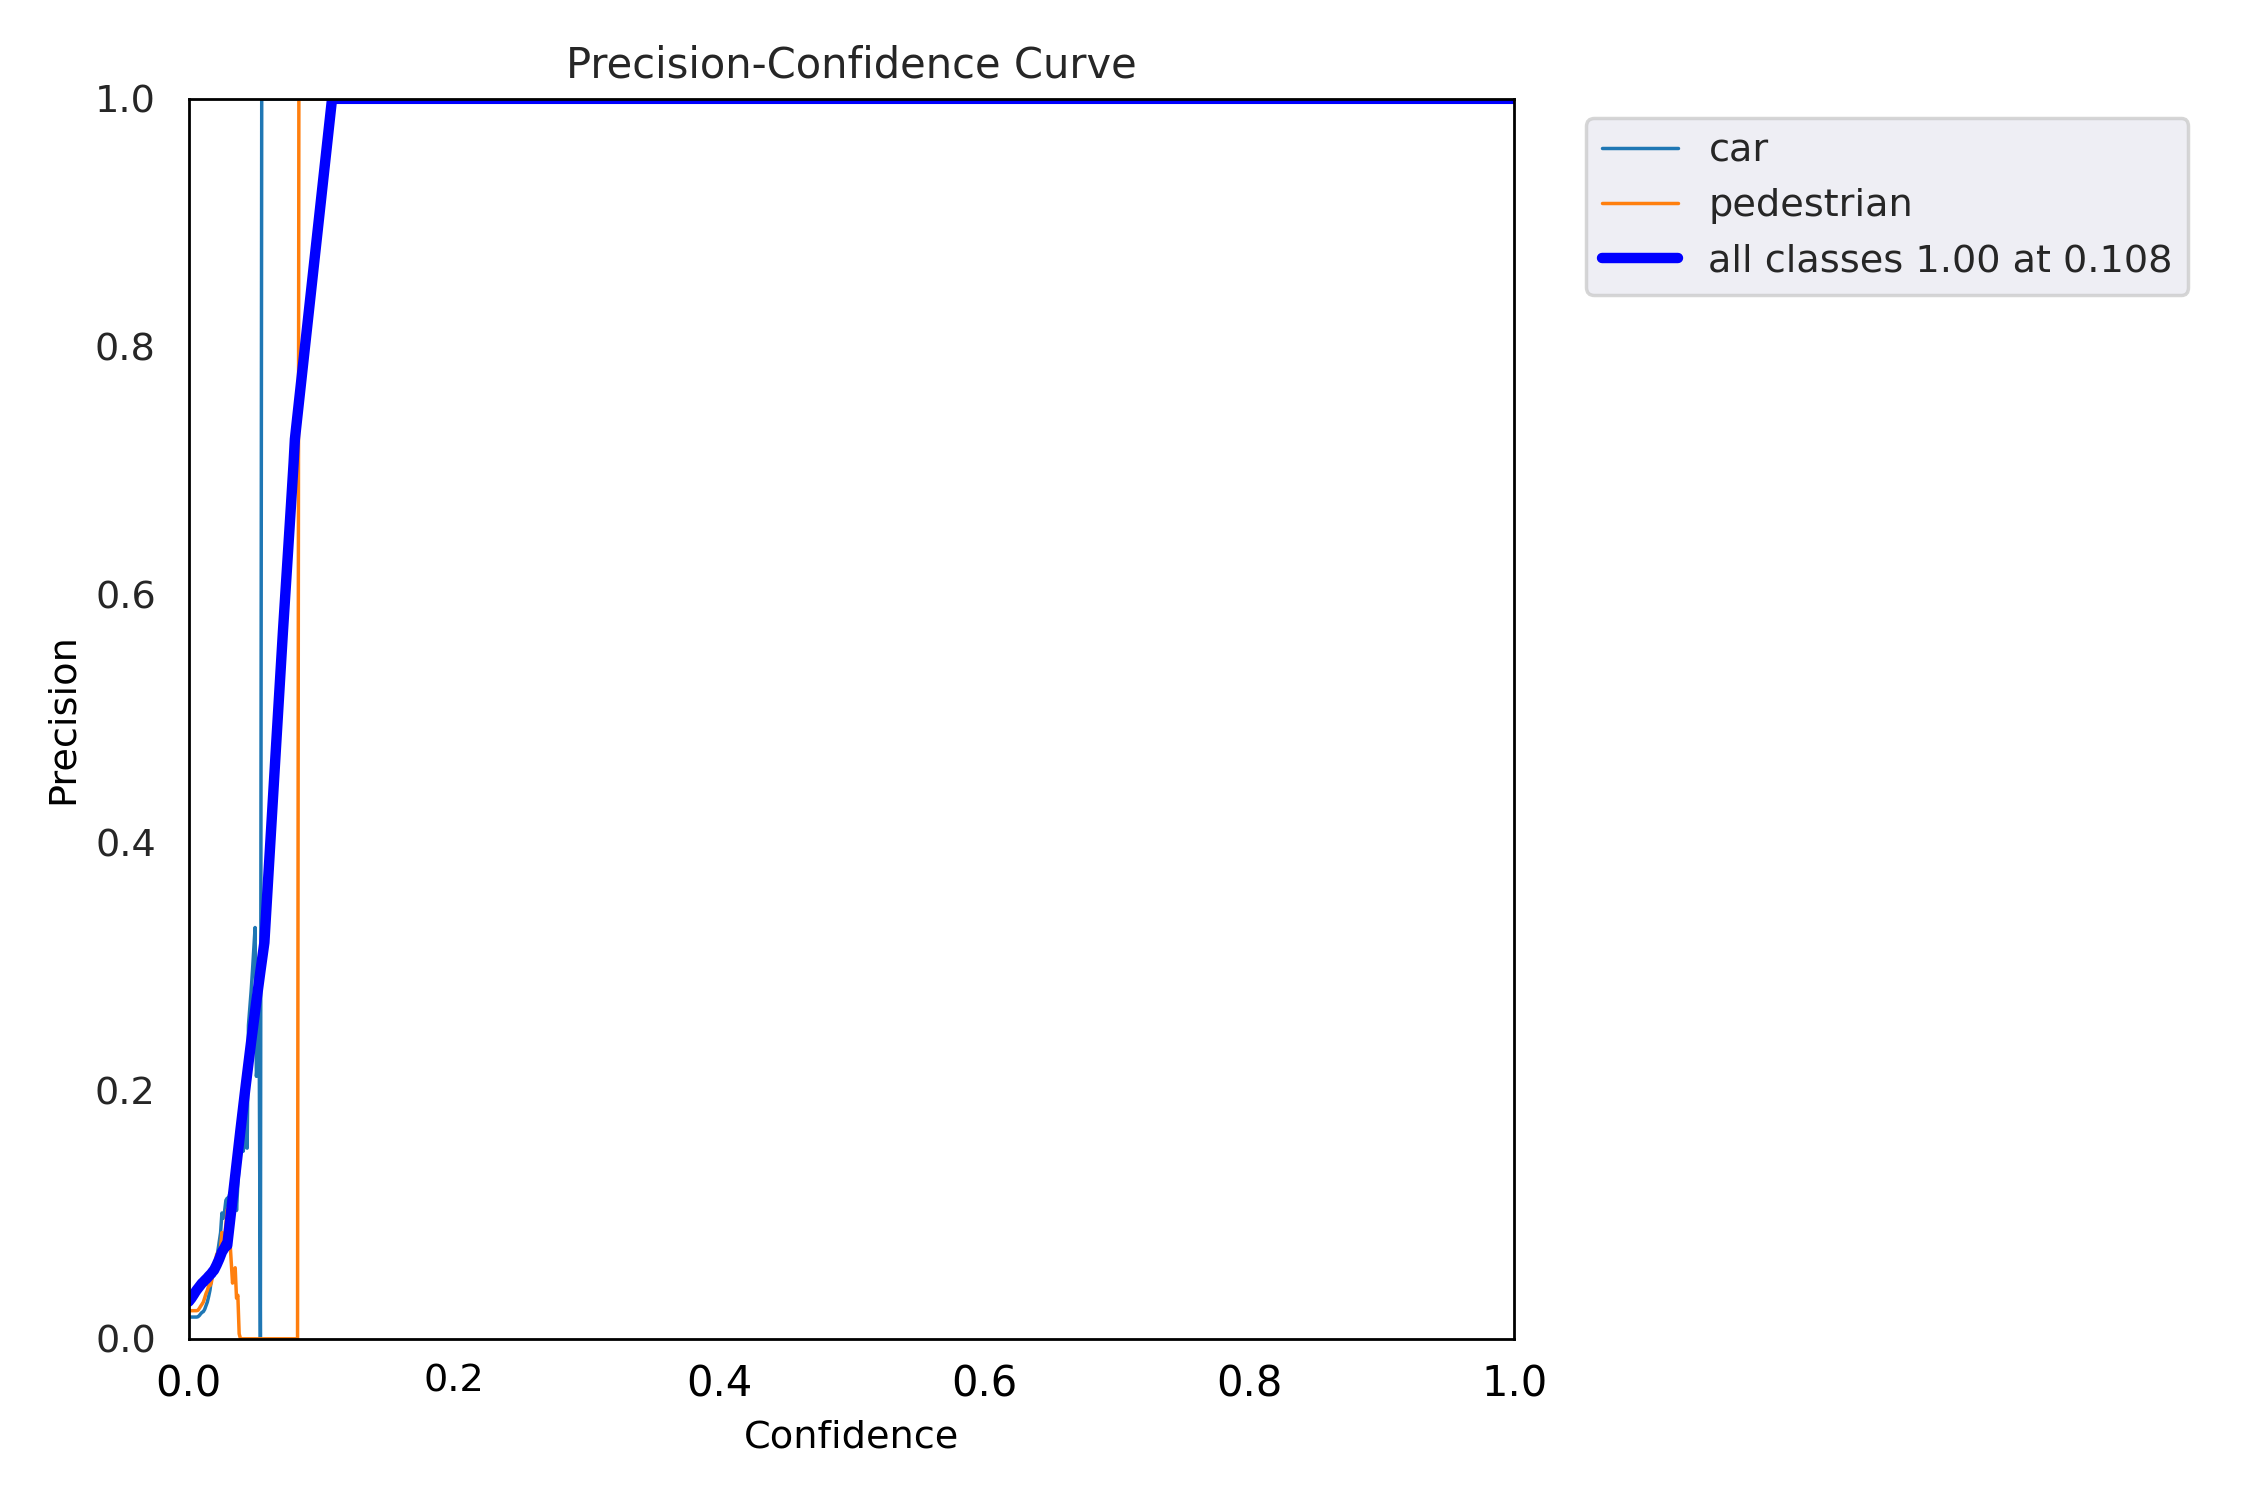 Precision-Confidence Curve
1.0
0.8
0.6
0.4
0.2
0.0
Precision
0.0 0.2 0.4 0.6 0.8 1.0
Confidence
car
pedestrian
all classes 1.00 at 0.108